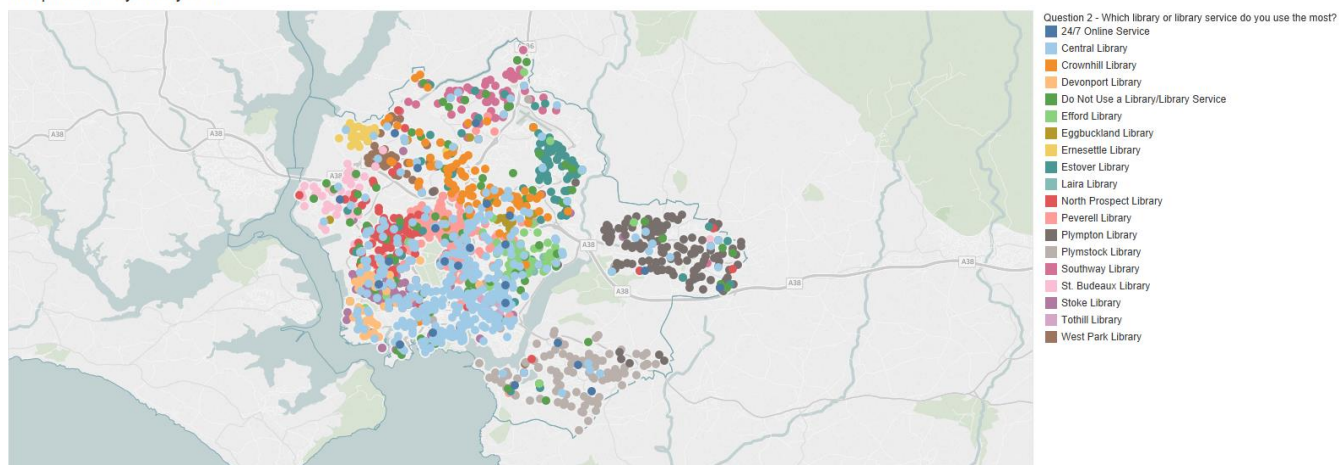 Question 2 - Which library or library service do you use the most?
24/7 Online Service
Central Library
Crownhill Library
Devonport Library
Do Not Use a Library/Library Service
Efford Library
Eggbuckland Library
Ernesettle Library
Estover Library
Laira Library
North Prospect Library
Peverell Library
Plympton Library
Plymstock Library
Southway Library
St. Budeaux Library
Stoke Library
Tothill Library
West Park Library
A38
A38
A38
A38
A38
A38